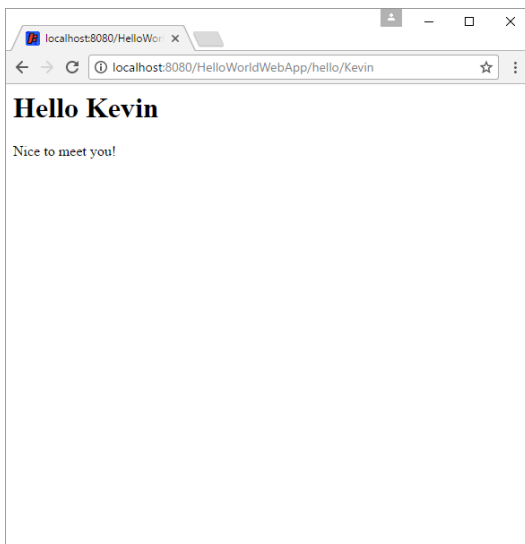 localhost:8080/HelloWor
localhost:8080/HelloWorldWebApp/hello/Kevin
Hello Kevin
Nice to meet you!